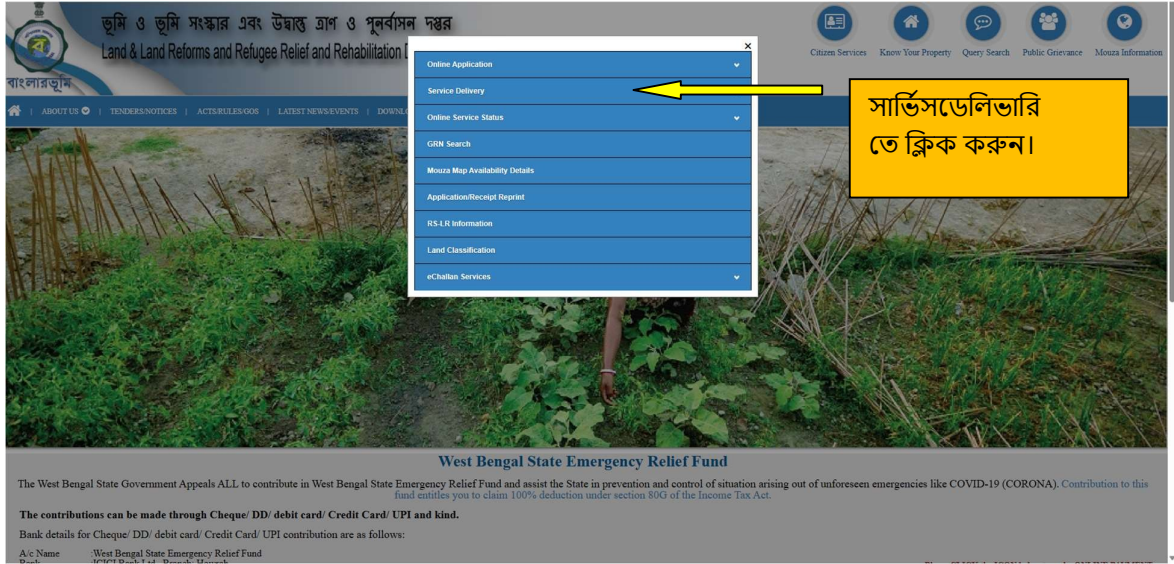 ভূমি ও ভূমি সংস্কার এবং উদ্বাস্তু ত্রাণ ও পুনর্বাসন দপ্তর
Land & Land Reforms and Refugee Relief and Rehabilitation
বাংলারভূমি
Citizen Services
Know Your Property
Query Search
Public Grievance
Mouza Information
ABOUT US | TENDERS/NOTICES | ACTS/RULES/GOS | LATEST NEWS/EVENTS |
×
Online Application
Service Delivery
Online Service Status
GRN Search
Mouza Map Availability Details
Application/Receipt Reprint
RS-LR Information
Land Classification
eChallan Services
সার্ভিসডেলিভারি
তে ক্লিক করুন।
West Bengal State Emergency Relief Fund
The West Bengal State Government Appeals ALL to contribute in West Bengal State Emergency Relief Fund and assist the State in prevention and control of situation arising out of unforeseen emergencies like COVID-19 (CORONA). Contribution to this
fund entitles you to claim 100% deduction under section 80G of the Income Tax Act.
The contributions can be made through Cheque/ DD/ debit card/ Credit Card/ UPI and kind.
Bank details for Cheque/ DD/ debit card/ Credit Card/ UPI contribution are as follows:
A/c Name :West Bengal State Emergency Relief Fund